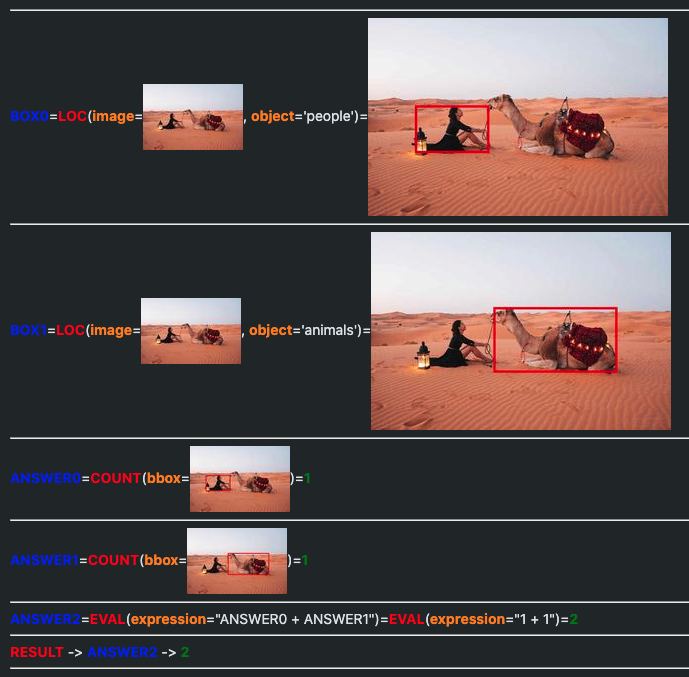 BOX0=LOC(image=, object='people')=
BOX1=LOC(image=, object='animals')=
ANSWER0=COUNT(bbox=)=1
ANSWER1=COUNT(bbox=)=1
ANSWER2=EVAL(expression="ANSWER0 + ANSWER1")=EVAL(expression="1 + 1")=2
RESULT -> ANSWER2 -> 2